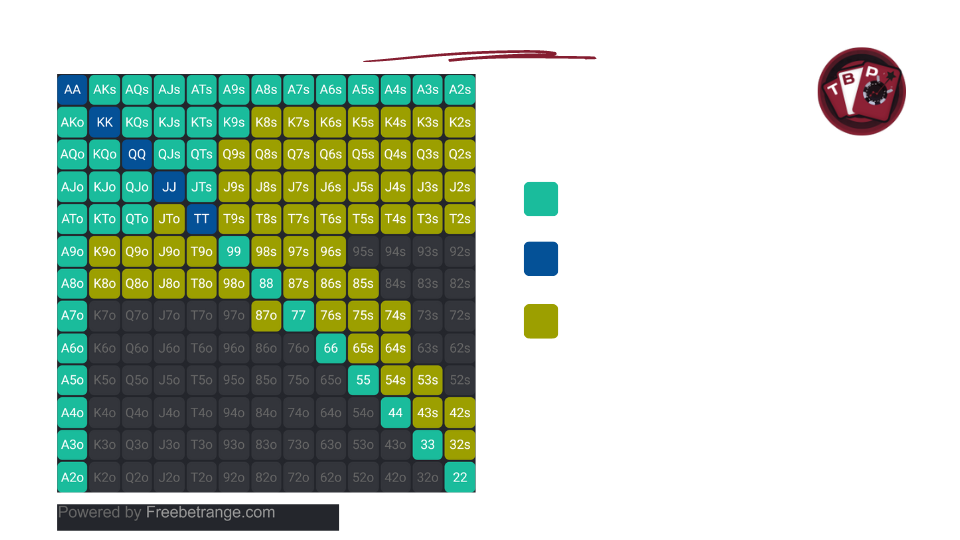 AA AKs AQs AJs ATs A9s A8s A7s A6s A5s A4s A3s A2s
AKo KK KQs KJs KTs K9s K8s K7s K6s K5s K4s K3s K2s
AQo KQo QQ QJs QTs Q9s Q8s Q7s Q6s Q5s Q4s Q3s Q2s
AJo KJo QJo JJ JTs J9s J8s J7s J6s J5s J4s J3s J2s
ATo KTo QTo JTo TT T9s T8s T7s T6s T5s T4s T3s T2s
A9o K9o Q9o J9o T9o 99 98s 97s 96s 95s 94s 93s 92s
A8o K8o Q8o J8o T8o 98o 88 87s 86s 85s 84s 83s 82s
A7o K7o Q7o J7o T7o 97o 87o 77 76s 75s 74s 73s 72s
A6o K6o Q6o J6o T6o 96o 86o 76o 66 65s 64s 63s 62s
A5o K5o Q5o J5o T5o 95o 85o 75o 65o 55 54s 53s 52s
A4o K4o Q4o J4o T4o 94o 84o 74o 64o 54o 44 43s 42s
A3o K3o Q3o J3o T3o 93o 83o 73o 63o 53o 43o 33 32s
A2o K2o Q2o J2o T2o 92o 82o 72o 62o 52o 42o 32o 22
Powered by Freebetrange.com
TBP